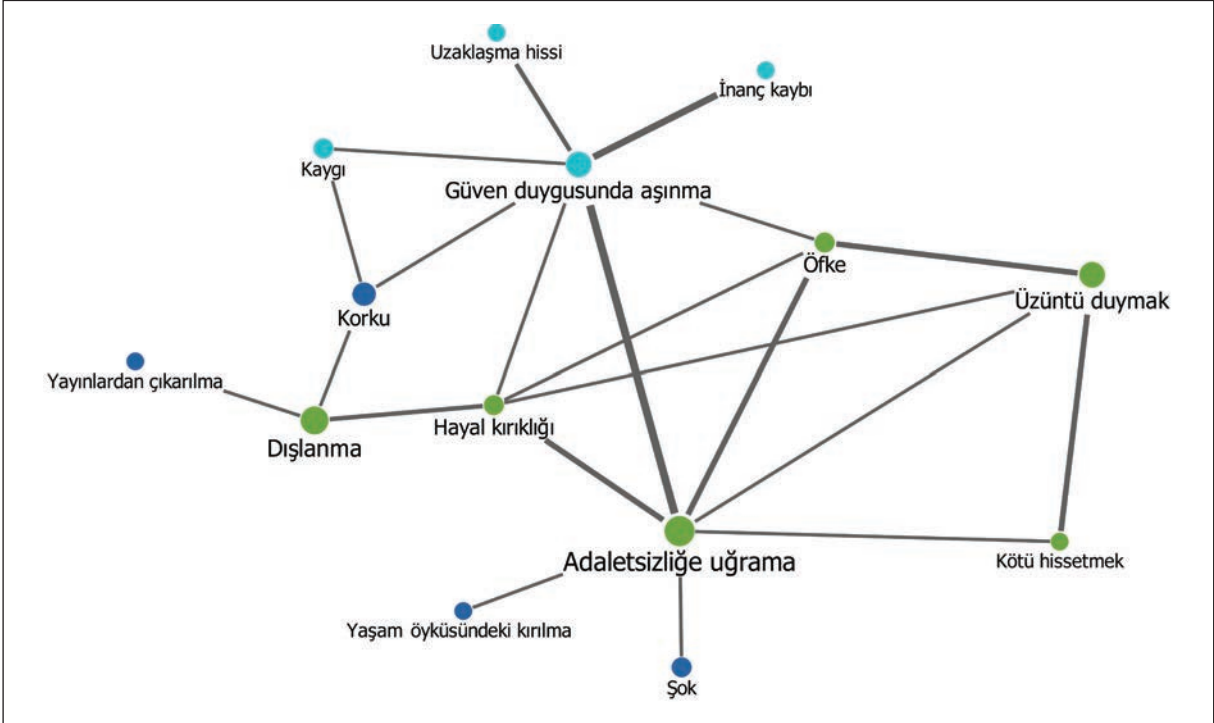 Uzaklaşma hissi
İnanç kaybı
Kaygı
Güven duygusunda aşınma
Öfke
Üzüntü duymak
Korku
Yayınlardan çıkarılma
Hayal kırıklığı
Dışlanma
Adaletsizliğe uğrama
Kötü hissetmek
Yaşam öyküsündeki kırılma
Şok